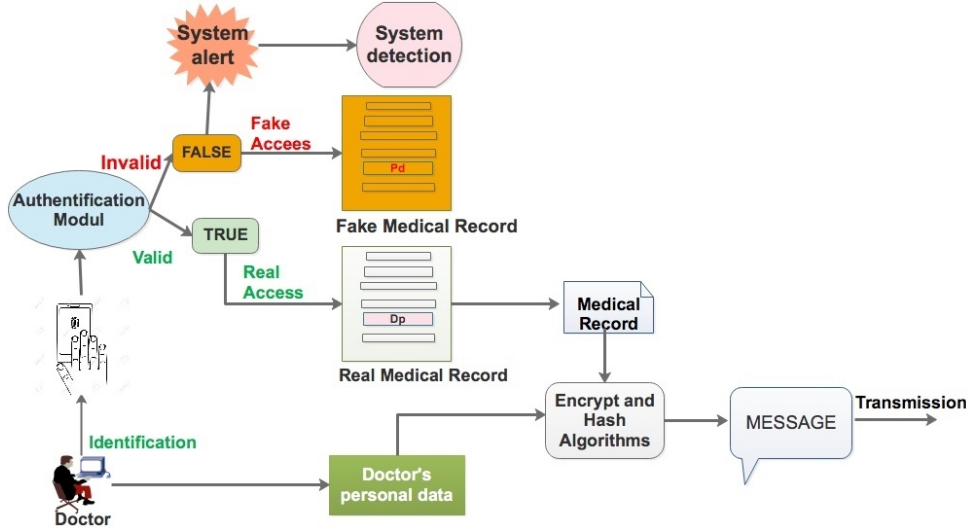 System
alert
System
detection
Fake
Accees
FALSE
Invalid
Pd
Authentification
Modul
Fake Medical Record
TRUE
Valid
Real
Access
Dp
Medical
Record
Real Medical Record
Encrypt and
Hash
Algorithms
MESSAGE
Transmission
Identification
Doctor's
personal data
Doctor